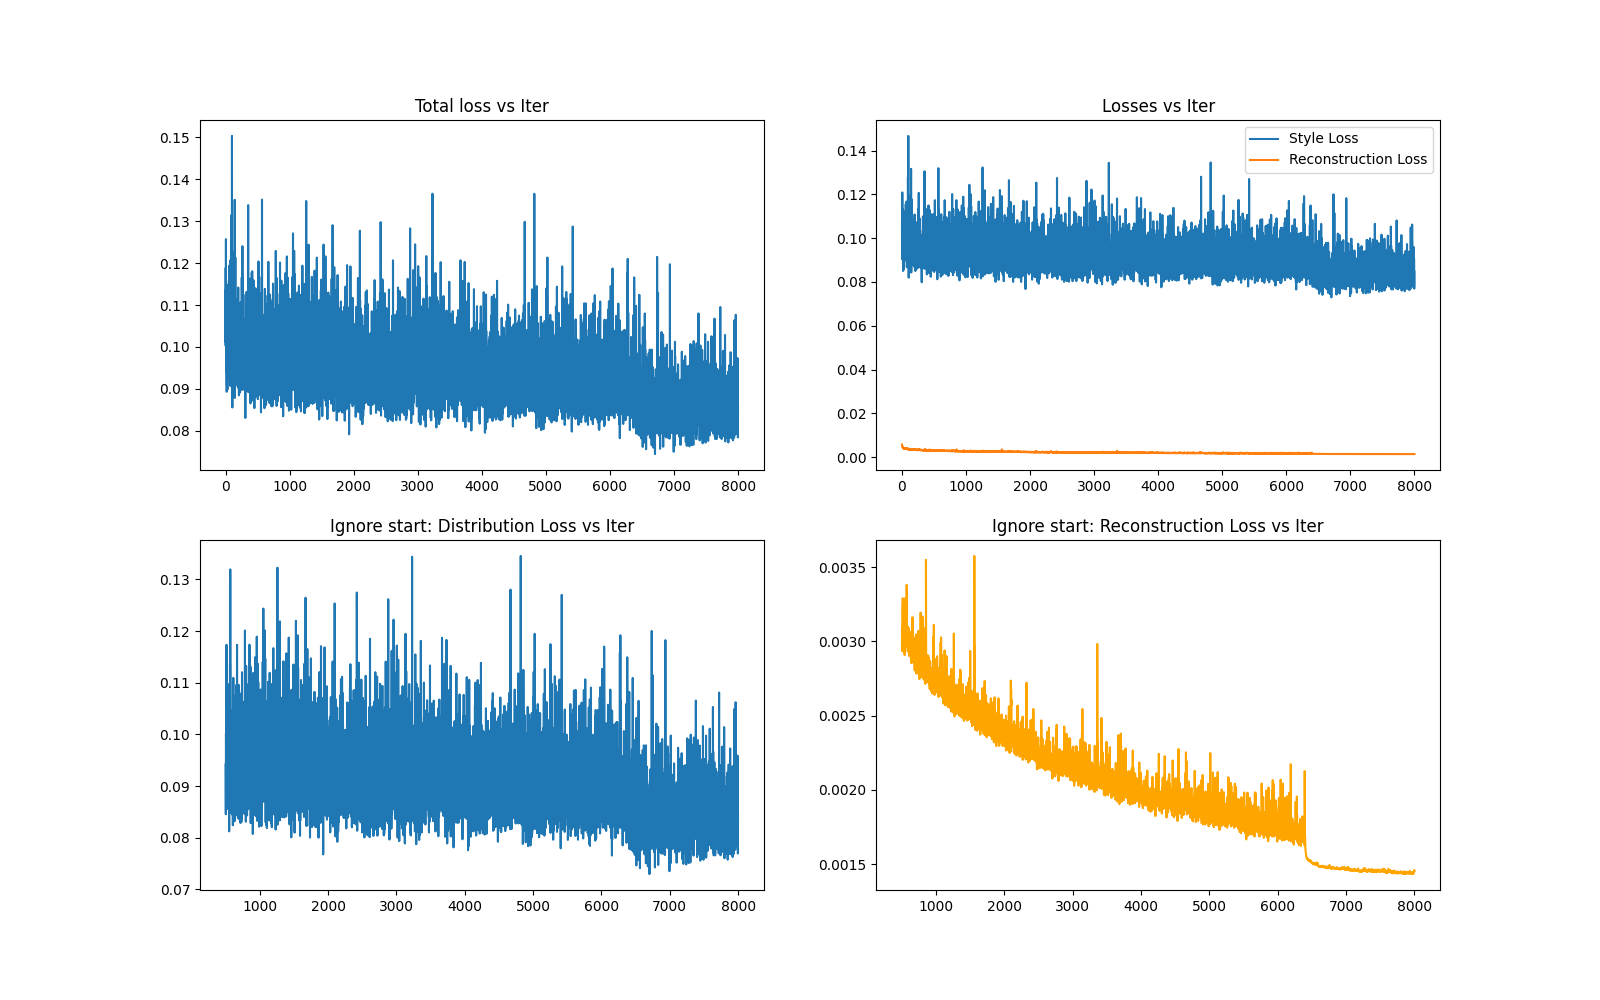 Total loss vs Iter
0.15
0.14
0.13
0.12
0.11
0.10
0.09
0.08
0 1000 2000 3000 4000 5000 6000 7000 8000
Losses vs Iter
Style Loss
Reconstruction Loss
0.14
0.12
0.10
0.08
0.06
0.04
0.02
0.00
0 1000 2000 3000 4000 5000 6000 7000 8000
Ignore start: Distribution Loss vs Iter
0.13
0.12
0.11
0.10
0.09
0.08
0.07
1000 2000 3000 4000 5000 6000 7000 8000
Ignore start: Reconstruction Loss vs Iter
0.0035
0.0030
0.0025
0.0020
0.0015
1000 2000 3000 4000 5000 6000 7000 8000